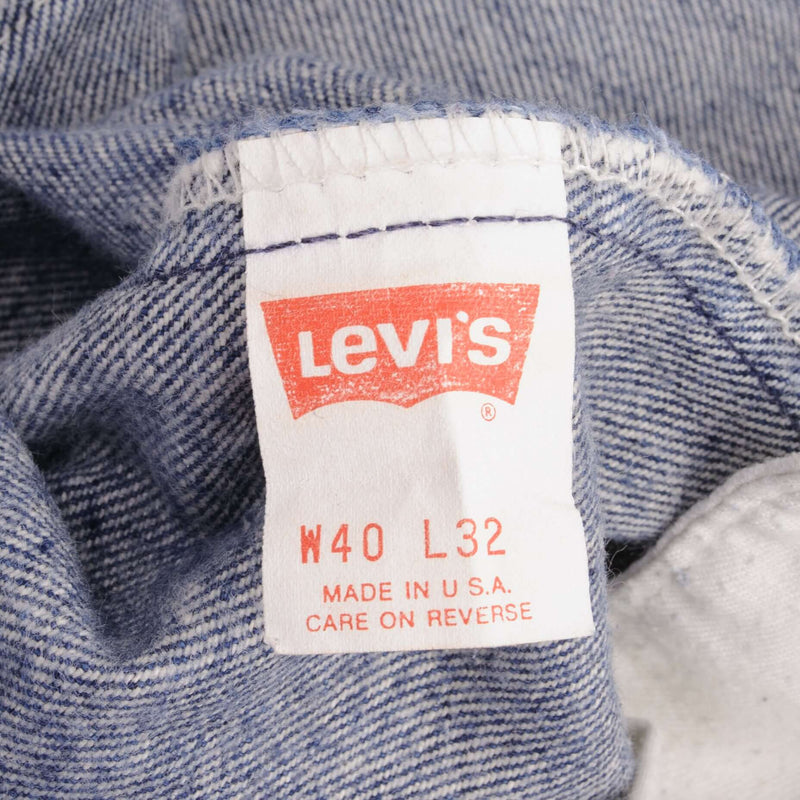 Levi's
®
W40 L32
MADE IN U.S.A.
CARE ON REVERSE